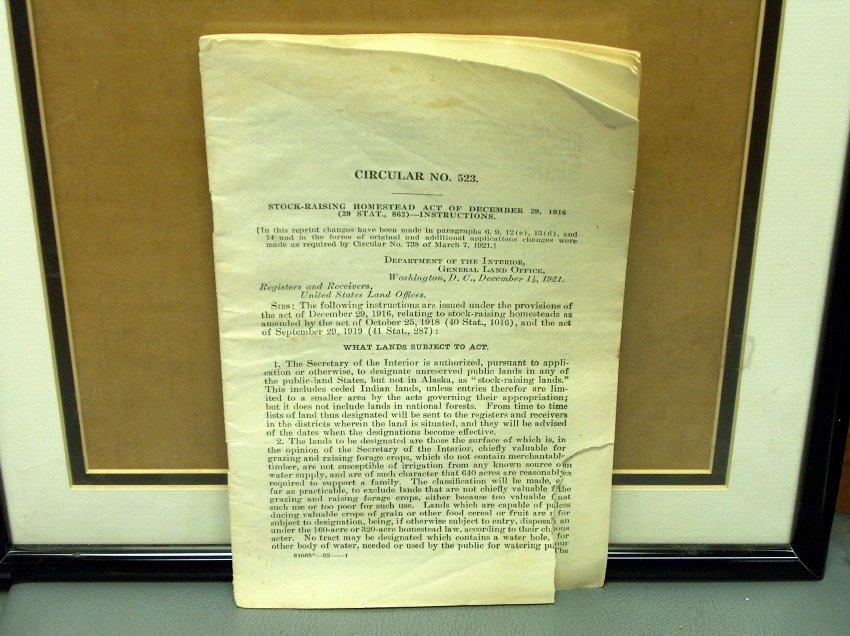 CIRCULAR NO. 523.
STOCK-RAISING HOMESTEAD ACT OF DECEMBER 29, 1916
(39 STAT., 862)—INSTRUCTIONS.
[In this reprint changes have been made in paragraphs 6, 9, 12(c), 13(d), and
14 and in the forms of original and additional applications changes were
made as required by Circular No. 738 of March 7, 1921.]
DEPARTMENT OF THE INTERIOR,
GENERAL LAND OFFICE,
Washington, D. C., December 14, 1921.
Registers and Receivers,
United States Land Offices.
SIRS: The following instructions are issued under the provisions of
the act of December 29, 1916, relating to stock-raising homesteads as
amended by the act of October 25, 1918 (40 Stat., 1016), and the act
of September 29, 1919 (41 Stat., 287):
WHAT LANDS SUBJECT TO ACT.
1. The Secretary of the Interior is authorized, pursuant to appli-
cation or otherwise, to designate unreserved public lands in any of
the public-land States, but not in Alaska, as "stock-raising lands."
This includes ceded Indian lands, unless entries therefor are lim-
ited to a smaller area by the acts governing their appropriation;
but it does not include lands in national forests. From time to time
lists of land thus designated will be sent to the registers and receivers
in the districts wherein the land is situated, and they will be advised
of the dates when the designations become effective.
2. The lands to be designated are those the surface of which is, in
the opinion of the Secretary of the Interior, chiefly valuable for
grazing and raising forage crops, which do not contain merchantable
timber, are not susceptible of irrigation from any known source o
water supply, and are of such character that 640 acres are reasonably
required to support a family. The classification will be made, s
far as practicable, to exclude lands that are not chiefly valuable f the
grazing and raising forage crops, either because too valuable f not
such use or too poor for such use. Lands which are capable of p less
ducing valuable crops of grain or other food cereal or fruit are for
subject to designation, being, if otherwise subject to entry, disposa an
under the 160-acre or 320-acre homestead law, according to their ch ious
acter. No tract may be designated which contains a water hole, for
other body of water, needed or used by the public for watering pu our
the
81065°—22——1